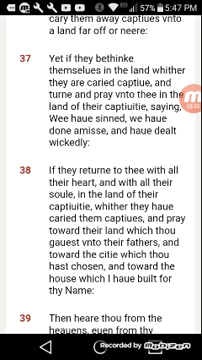 57% 5:47 PM
cary them away captiues vnto
a land far off or neere:
37 Yet if they bethinke
themselues in the land whither
they are caried captiue, and
turne and pray vnto thee in the
land of their captiuitie, saying,
Wee haue sinned, we haue
done amisse, and haue dealt
wickedly:
38 If they returne to thee with all
their heart, and with all their
soule, in the land of their
captiuitie, whither they haue
caried them captiues, and pray
toward their land which thou
gauest vnto their fathers, and
toward the citie which thou
hast chosen, and toward the
house which I haue built for
thy Name:
39 Then heare thou from the
heauens, euen from thy
RECORDED WITH